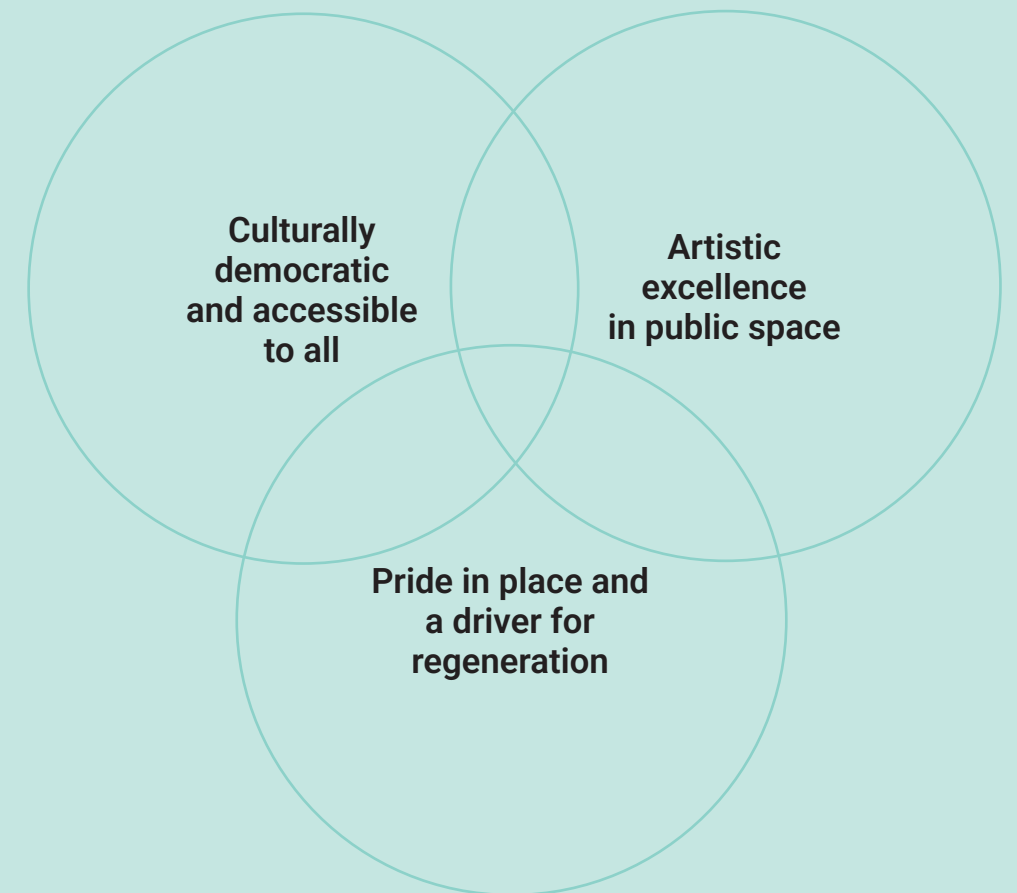 Culturally
democratic
and accessible
to all
Artistic
excellence
in public space
Pride in place and
a driver for
regeneration